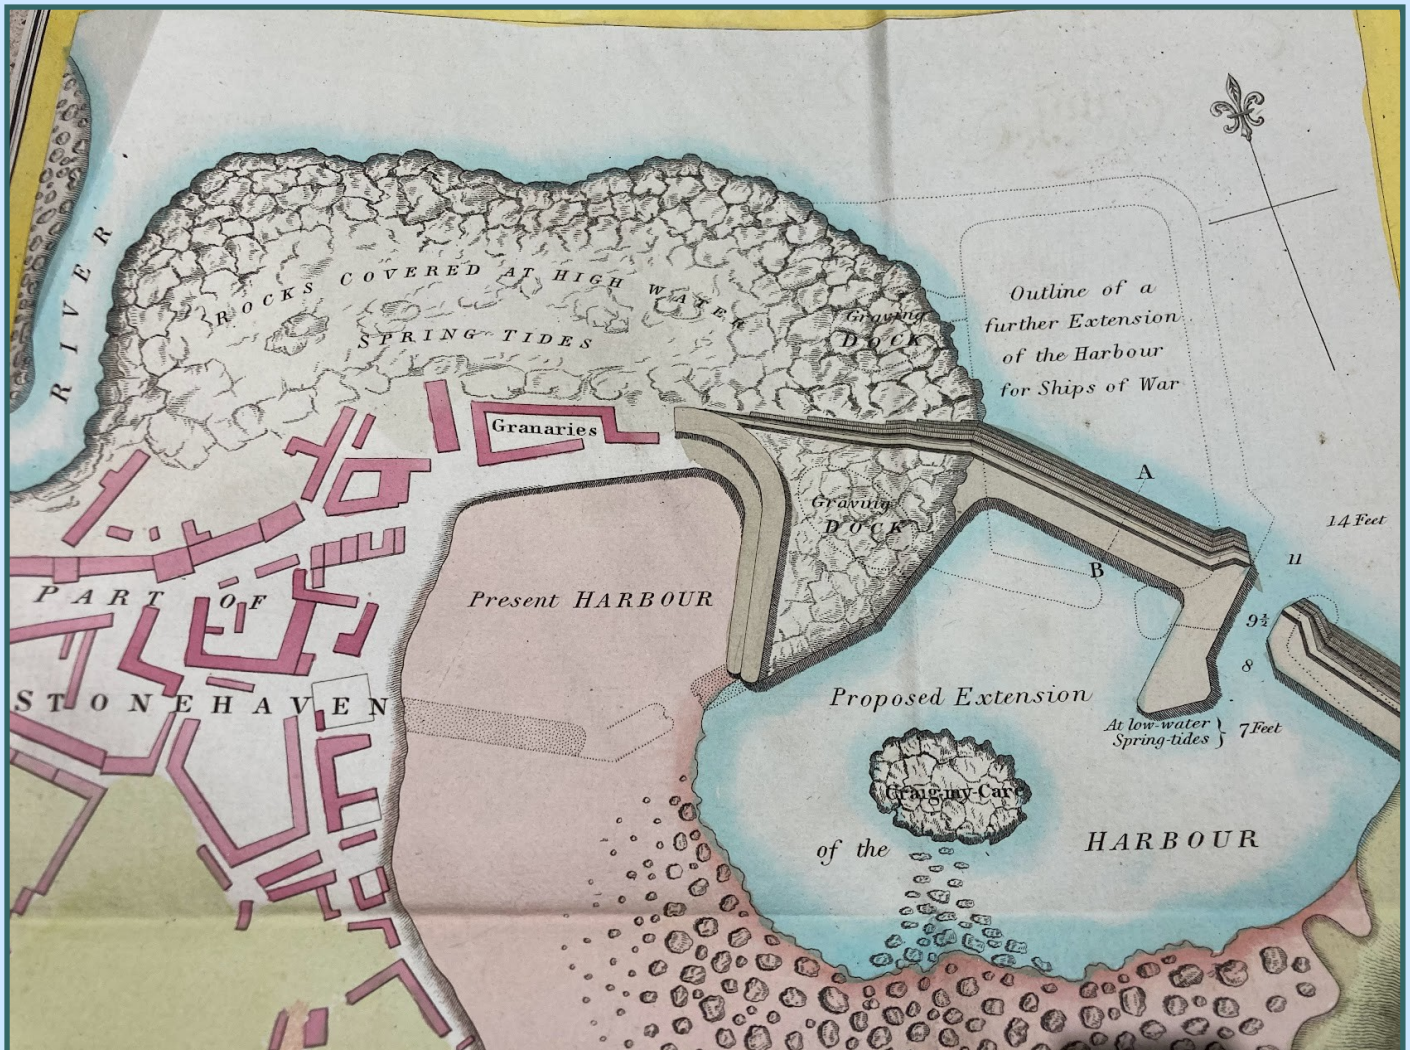 RIVER
ROCKS COVERED AT HIGH WATER
SPRING TIDES
Graving
DOCK
Outline of a
further Extension
of the Harbour
for Ships of War
Granaries
A
14 Feet
Graving
DOCK
B
11
PART OF
Present HARBOUR
9½
8
STONEHAVEN
Proposed Extension
At low-water
Spring-tides } 7 Feet
Craig-my-Care
of the HARBOUR